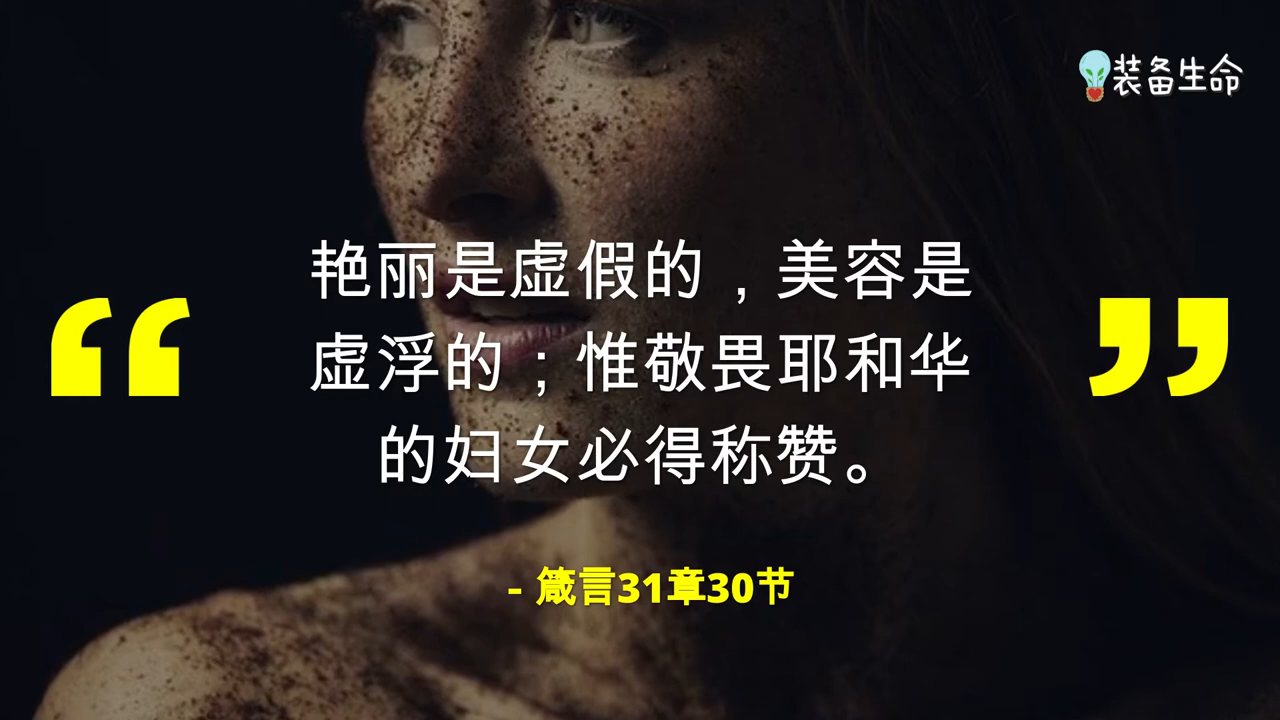 装备生命
“
艳丽是虚假的，美容是
虚浮的；惟敬畏耶和华
的妇女必得称赞。
”
- 箴言31章30节